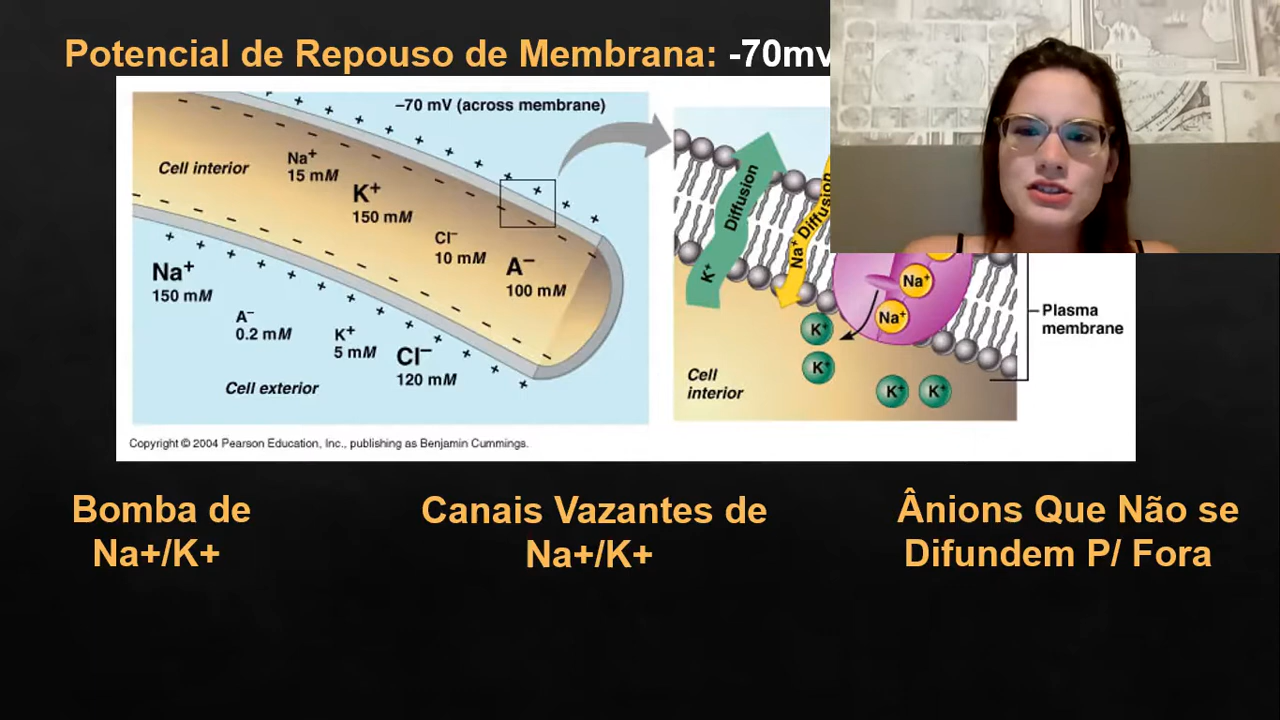 Potencial de Repouso de Membrana: -70mv
–70 mV (across membrane)
Cell interior
Na+
15 mM
K+
150 mM
Cl–
10 mM
A–
100 mM
Na+
150 mM
A–
0.2 mM
K+
5 mM
Cl–
120 mM
Cell exterior
K+ Diffusion
Na+ Diffusion
Na+
Na+
K+
K+
K+
K+
Cell
interior
Plasma
membrane
Copyright © 2004 Pearson Education, Inc., publishing as Benjamin Cummings.
Bomba de
Na+/K+
Canais Vazantes de
Na+/K+
Ânions Que Não se
Difundem P/ Fora